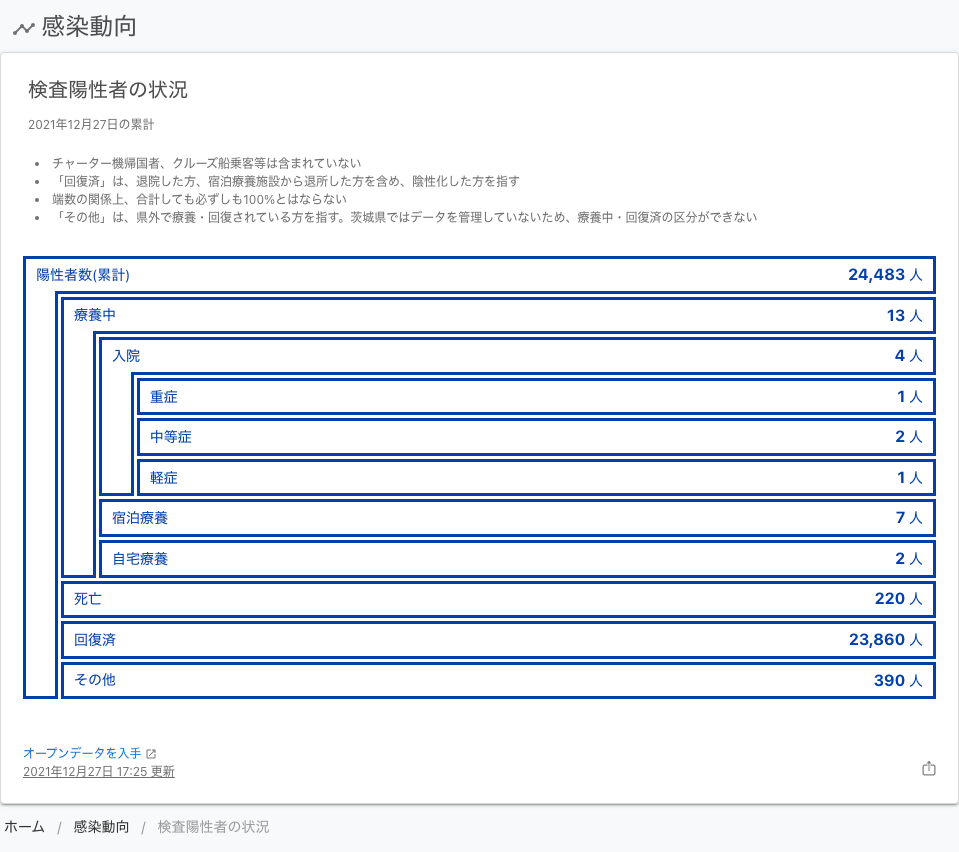 感染動向
検査陽性者の状況
2021年12月27日の累計
• チャーター機帰国者、クルーズ船乗客等は含まれていない
• 「回復済」は、退院した方、宿泊療養施設から退所した方を含め、陰性化した方を指す
• 端数の関係上、合計しても必ずしも100%とはならない
• 「その他」は、県外で療養・回復されている方を指す。茨城県ではデータを管理していないため、療養中・回復済の区分ができない
陽性者数(累計) 24,483 人
療養中 13 人
入院 4 人
重症 1 人
中等症 2 人
軽症 1 人
宿泊療養 7 人
自宅療養 2 人
死亡 220 人
回復済 23,860 人
その他 390 人
オープンデータを入手
2021年12月27日 17:25 更新
ホーム / 感染動向 / 検査陽性者の状況